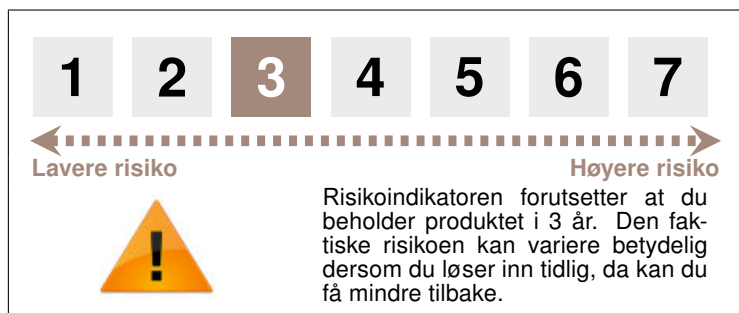 1 2 3 4 5 6 7
Lavere risiko Høyere risiko
Risikoindikatoren forutsetter at du
beholder produktet i 3 år. Den fak-
tiske risikoen kan variere betydelig
dersom du løser inn tidlig, da kan du
få mindre tilbake.